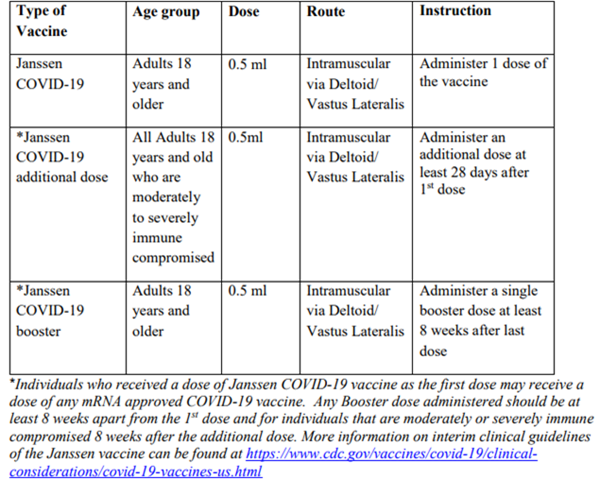 Type of Vaccine	Age group	Dose	Route	Instruction
Janssen COVID-19	Adults 18 years and older	0.5 ml	Intramuscular via Deltoid/ Vastus Lateralis	Administer 1 dose of the vaccine
*Janssen COVID-19 additional dose	All Adults 18 years and old who are moderately to severely immune compromised	0.5ml	Intramuscular via Deltoid/ Vastus Lateralis	Administer an additional dose at least 28 days after 1st dose
*Janssen COVID-19 booster	Adults 18 years and older	0.5 ml	Intramuscular via Deltoid/ Vastus Lateralis	Administer a single booster dose at least 8 weeks after last dose
*Individuals who received a dose of Janssen COVID-19 vaccine as the first dose may receive a
dose of any mRNA approved COVID-19 vaccine.  Any Booster dose administered should be at
least 8 weeks apart from the 1st dose and for individuals that are moderately or severely immune
compromised 8 weeks after the additional dose. More information on interim clinical guidelines
of the Janssen vaccine can be found at https://www.cdc.gov/vaccines/covid-19/clinical-
considerations/covid-19-vaccines-us.html